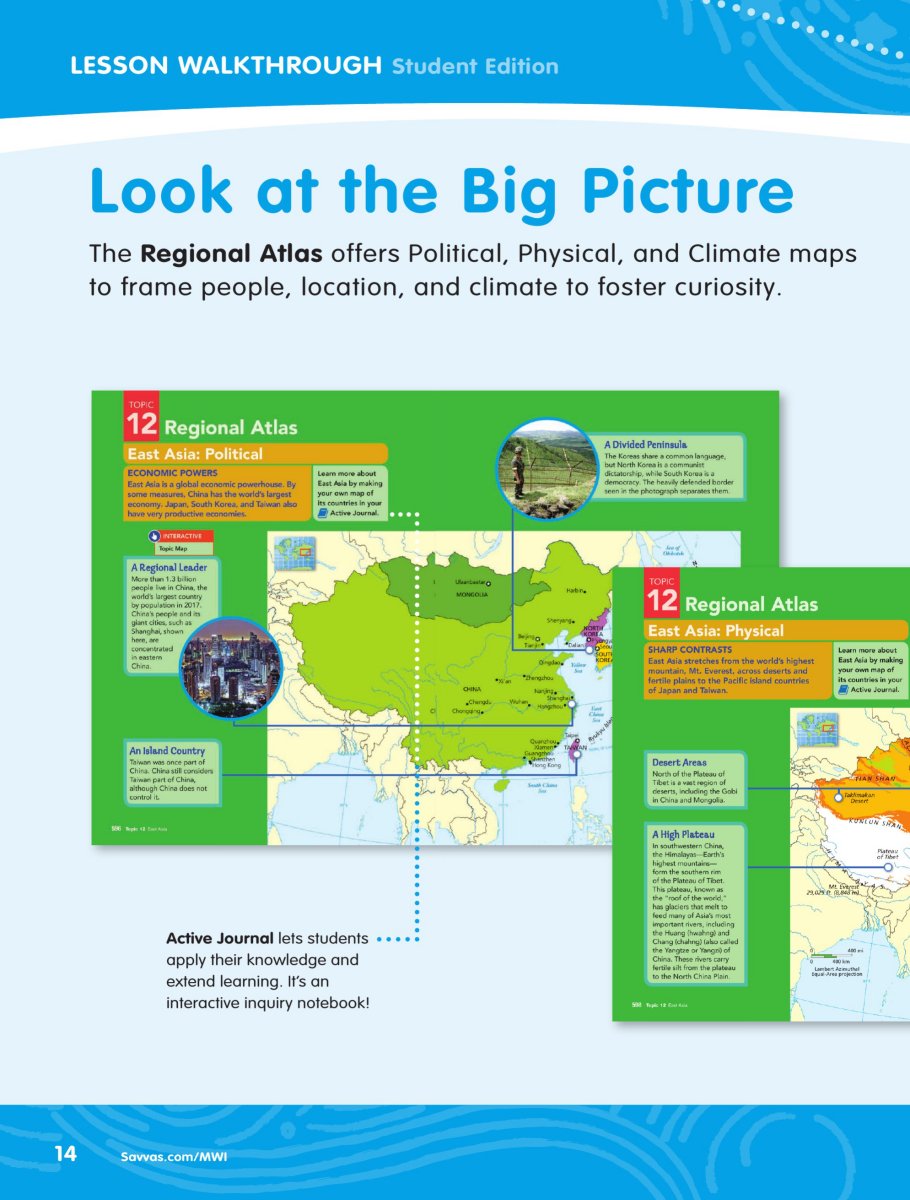 LESSON WALKTHROUGH Student Edition
Look at the Big Picture
The Regional Atlas offers Political, Physical, and Climate maps
to frame people, location, and climate to foster curiosity.
TOPIC
12 Regional Atlas
East Asia: Political
ECONOMIC POWERS
East Asia is a global economic powerhouse. By
some measures, China has the world's largest
economy. Japan, South Korea, and Taiwan also
have very productive economies.
Learn more about
East Asia by making
your own map of
its countries in your
Active Journal.
A Divided Peninsula
The Koreas share a common language,
but North Korea is a communist
dictatorship, while South Korea is a
democracy. The heavily defended border
seen in the photograph separates them.
INTERACTIVE
Topic Map
A Regional Leader
More than 1.3 billion
people live in China, the
world's largest country
by population in 2017.
China's people and its
giant cities, such as
Shanghai, shown
here, are
concentrated
in eastern
China.
An Island Country
Taiwan was once part of
China. China still considers
Taiwan part of China,
although China does not
control it.
Sea of
Okhotsk
Ulaanbaatar
MONGOLIA
Harbin
Shenyang
NORTH
KOREA
Beijing
Tianjin
Dalian
Qingdao
Yellow
Sea
Xi'an
Zhengzhou
CHINA
Nanjing
Shanghai
Chengdu
Wuhan
Hangzhou
Chongqing
East
China
Sea
Taipei
TAIWAN
Quanzhou
Xiamen
Guangzhou
Shenzhen
Hong Kong
South China
Sea
596 Topic 12 East Asia
TOPIC
12 Regional Atlas
East Asia: Physical
SHARP CONTRASTS
East Asia stretches from the world's highest
mountain, Mt. Everest, across deserts and
fertile plains to the Pacific island countries
of Japan and Taiwan.
Learn more about
East Asia by making
your own map of
its countries in your
Active Journal.
Desert Areas
North of the Plateau of
Tibet is a vast region of
deserts, including the Gobi
in China and Mongolia.
A High Plateau
In southwestern China,
the Himalayas—Earth's
highest mountains—
form the southern rim
of the Plateau of Tibet.
This plateau, known as
the "roof of the world,"
has glaciers that melt to
feed many of Asia's most
important rivers, including
the Huang (hwahng) and
Chang (chahng) (also called
the Yangtze or Yangzi) of
China. These rivers carry
fertile silt from the plateau
to the North China Plain.
TIAN SHAN
Taklimakan
Desert
KUNLUN SHAN
Plateau
of Tibet
HIMALAYAS
Mt. Everest
29,029 ft. (8,848 m)
0 400 mi
0 400 km
Lambert Azimuthal
Equal-Area projection
598 Topic 12 East Asia
Active Journal lets students
apply their knowledge and
extend learning. It's an
interactive inquiry notebook!
14 Savvas.com/MWI